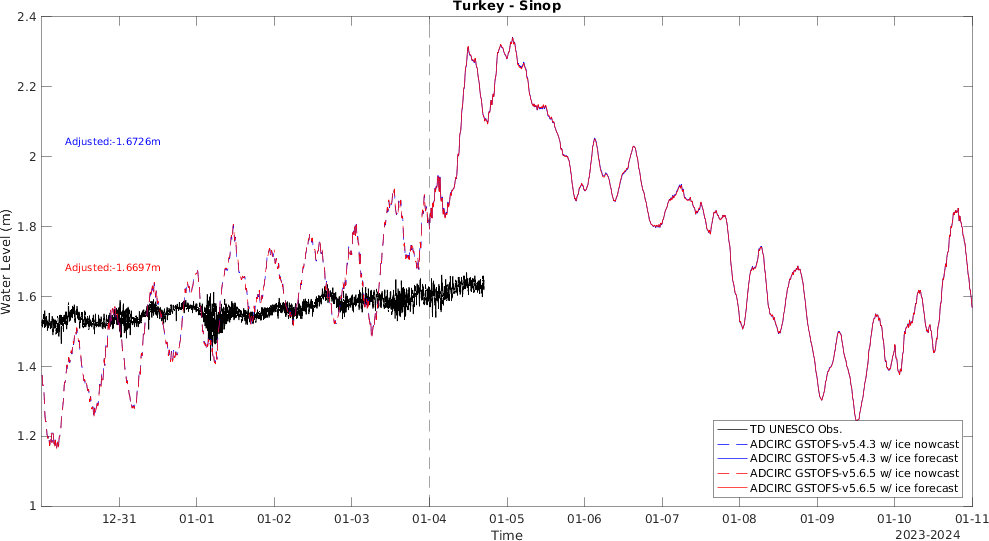 Turkey - Sinop
2.4
2.2
2
1.8
1.6
1.4
1.2
1
Water Level (m)
Adjusted:-1.6726m
Adjusted:-1.6697m
TD UNESCO Obs.
ADCIRC GSTOFS-v5.4.3 w/ ice nowcast
ADCIRC GSTOFS-v5.4.3 w/ ice forecast
ADCIRC GSTOFS-v5.6.5 w/ ice nowcast
ADCIRC GSTOFS-v5.6.5 w/ ice forecast
12-31 01-01 01-02 01-03 01-04 01-05 01-06 01-07 01-08 01-09 01-10 01-11
Time
2023-2024